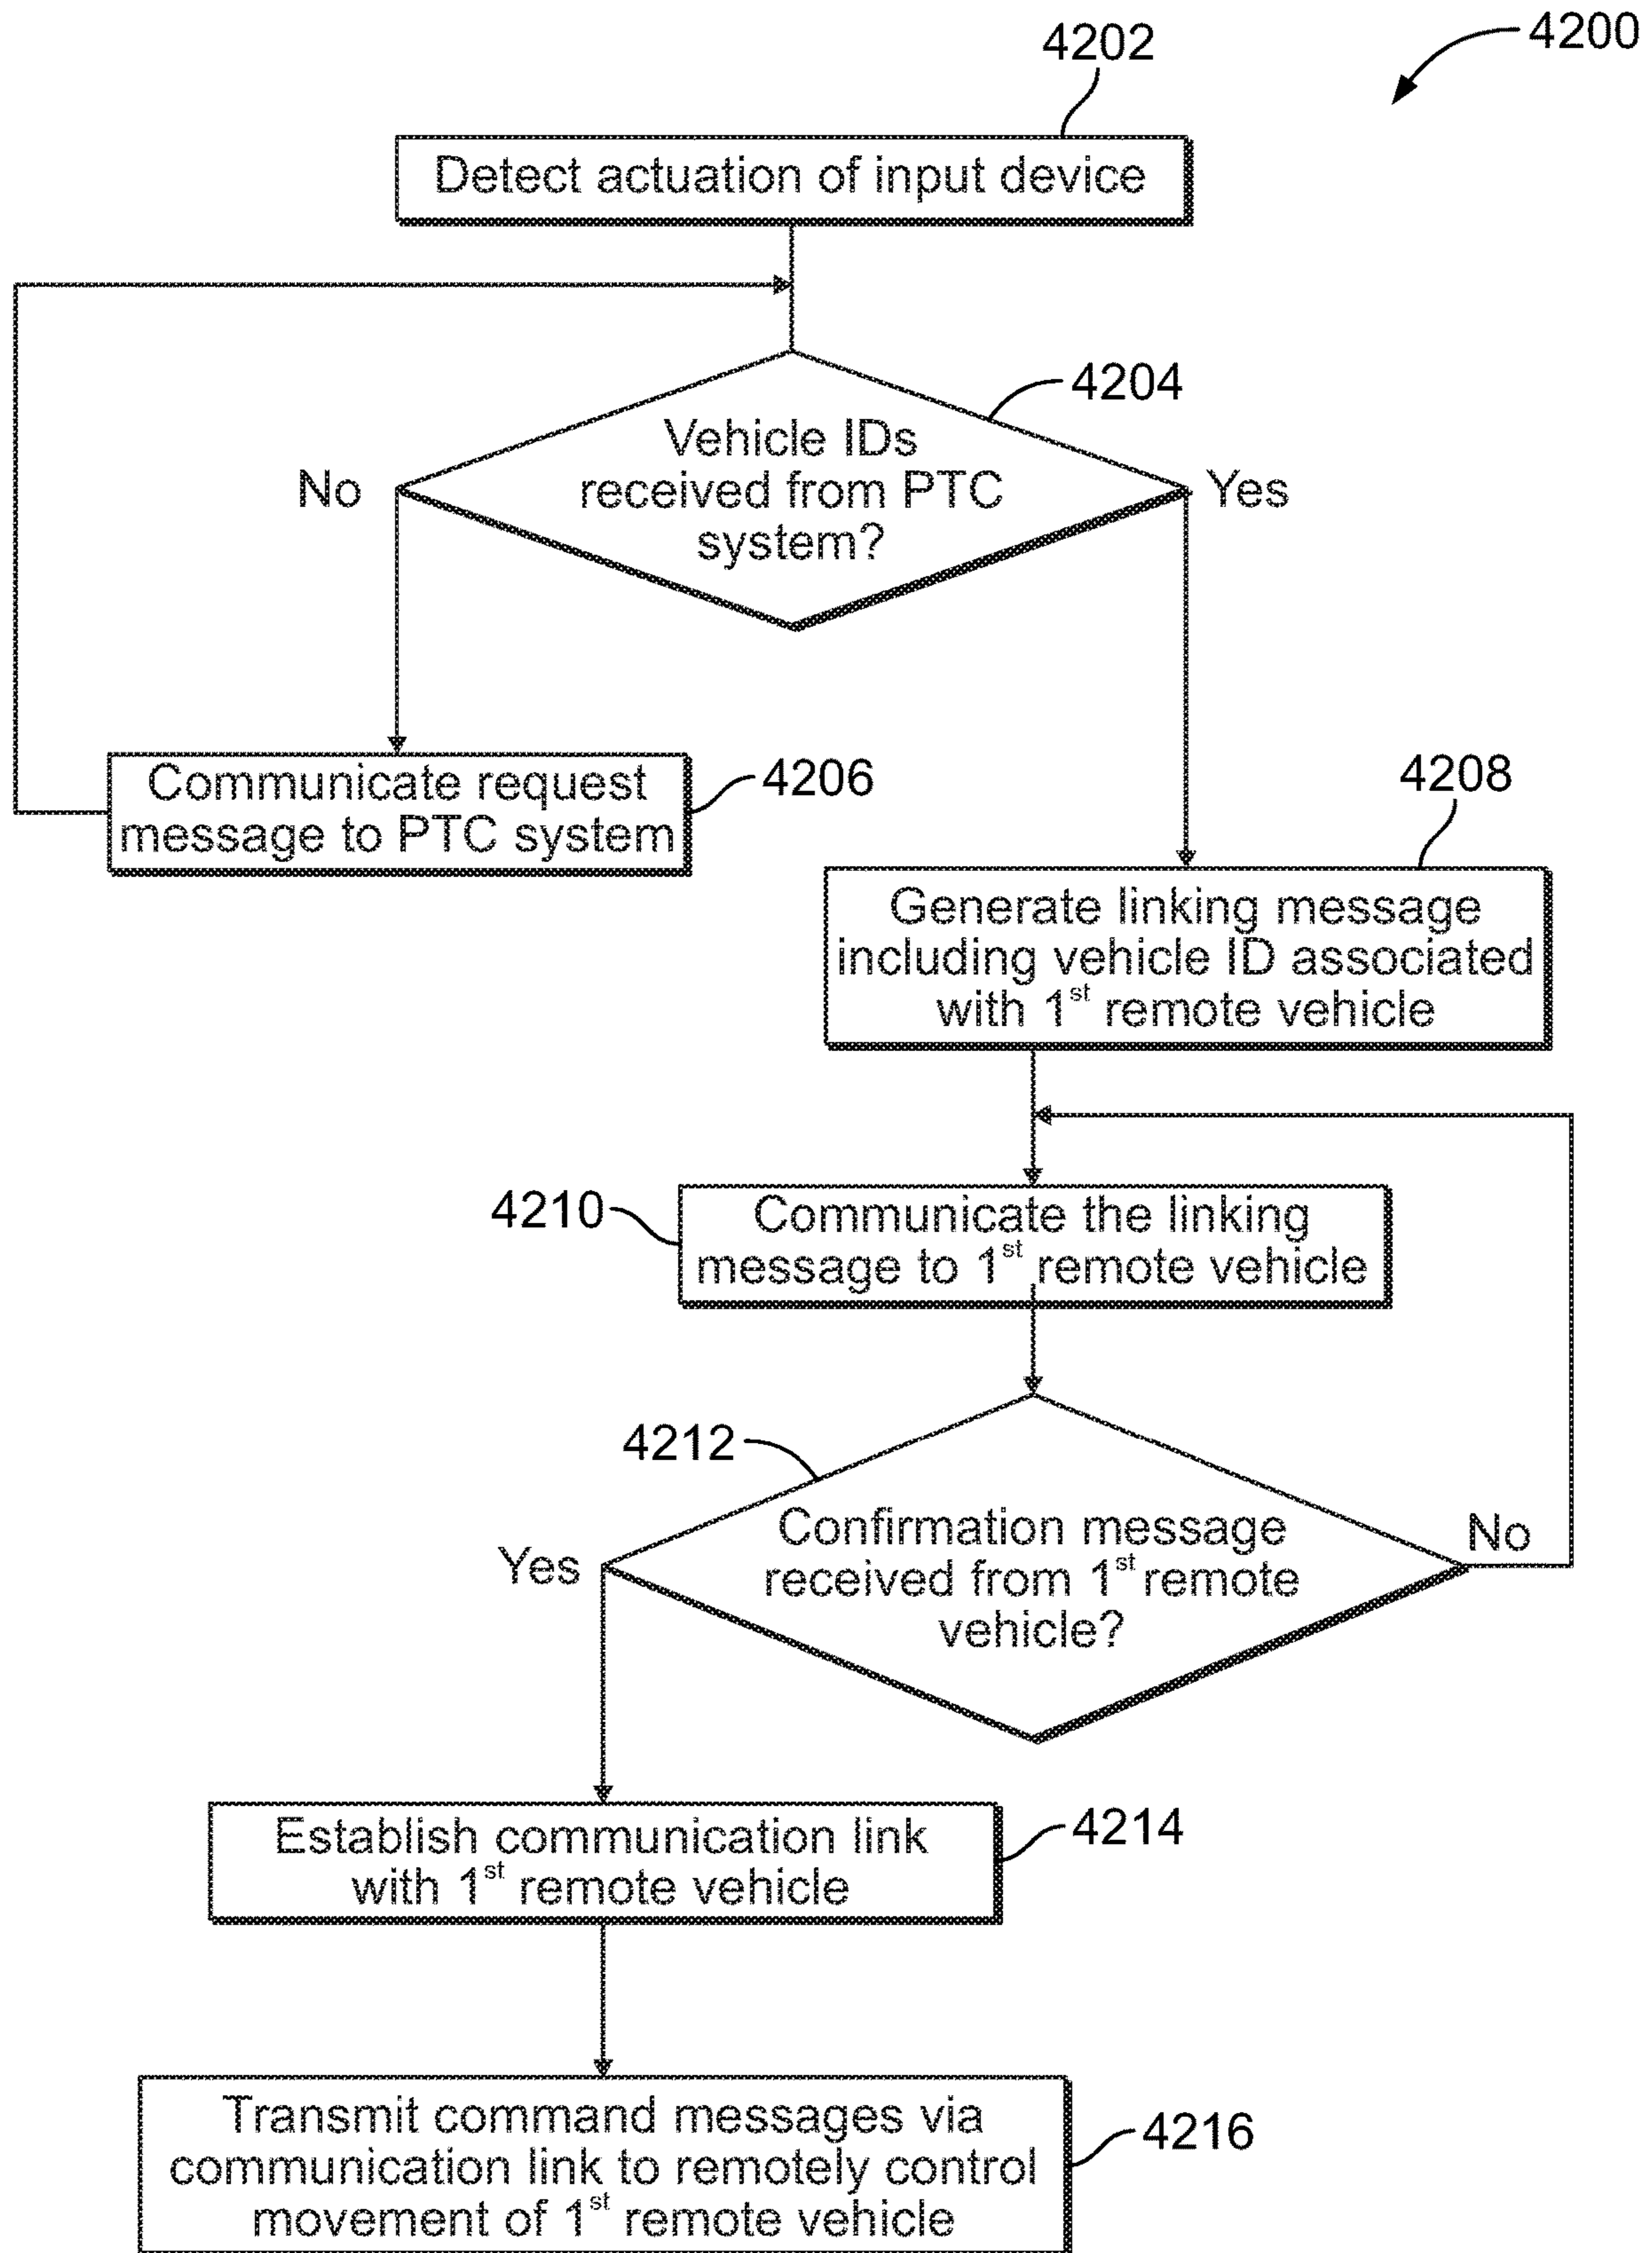 4200
4202
Detect actuation of input device
4204
Vehicle IDs
received from PTC
system?
No
Yes
Communicate request
message to PTC system
4206
4208
Generate linking message
including vehicle ID associated
with 1st remote vehicle
4210
Communicate the linking
message to 1st remote vehicle
4212
Confirmation message
received from 1st remote
vehicle?
Yes
No
Establish communication link
with 1st remote vehicle
4214
Transmit command messages via
communication link to remotely control
movement of 1st remote vehicle
4216